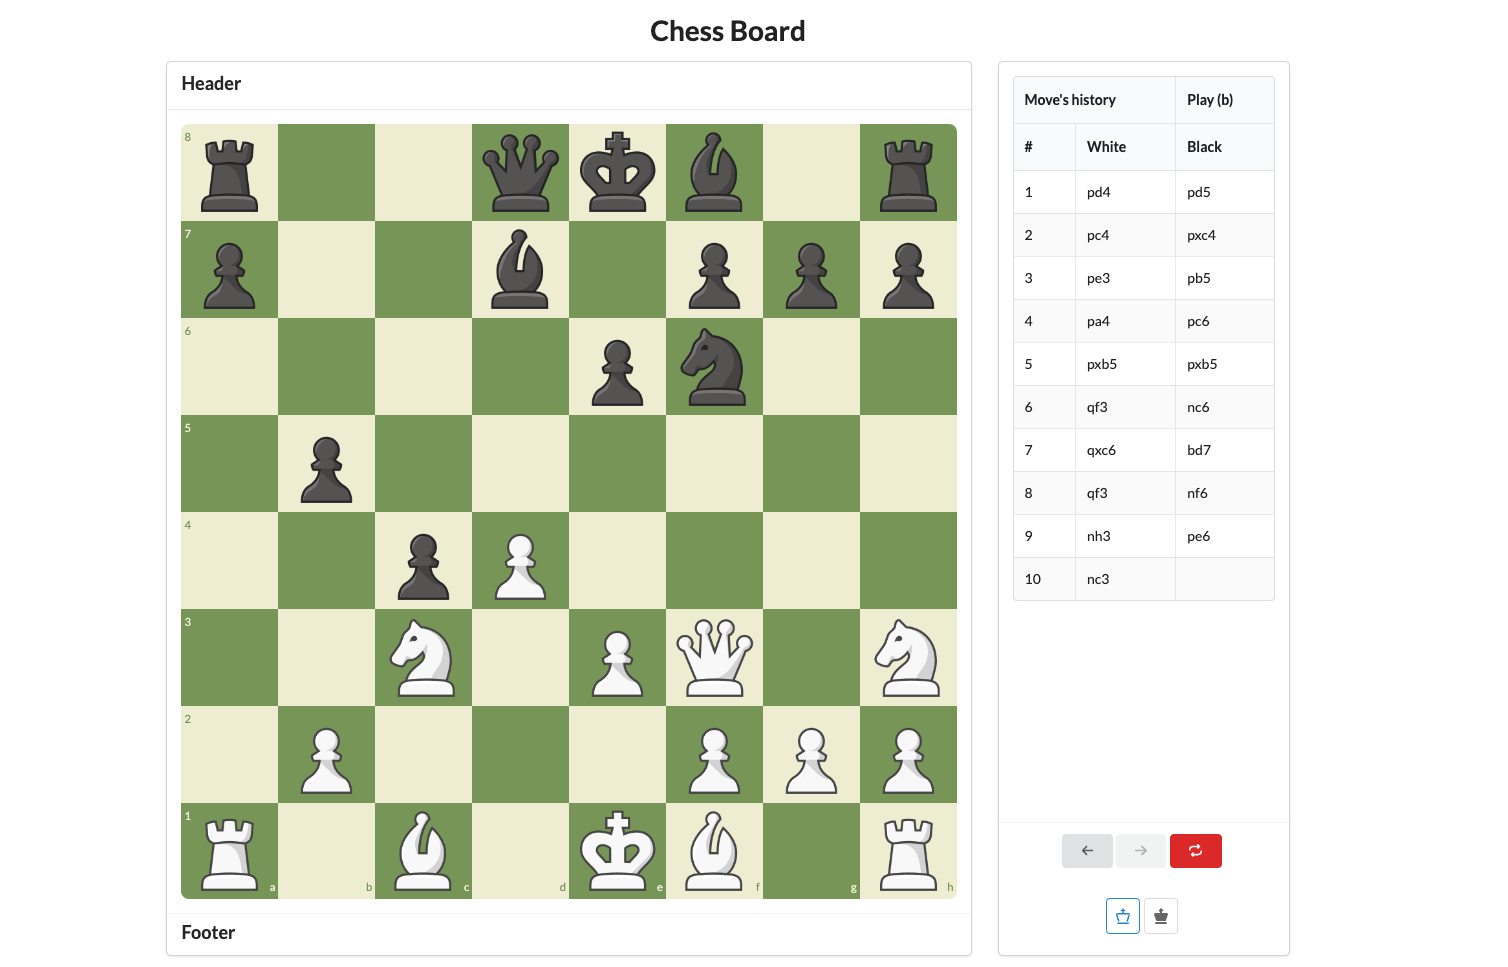 Chess Board
Header
8
7
6
5
4
3
2
1
a b c d e f g h
Footer
Move's history Play (b)
# White Black
1 pd4 pd5
2 pc4 pxc4
3 pe3 pb5
4 pa4 pc6
5 pxb5 pxb5
6 qf3 nc6
7 qxc6 bd7
8 qf3 nf6
9 nh3 pe6
10 nc3